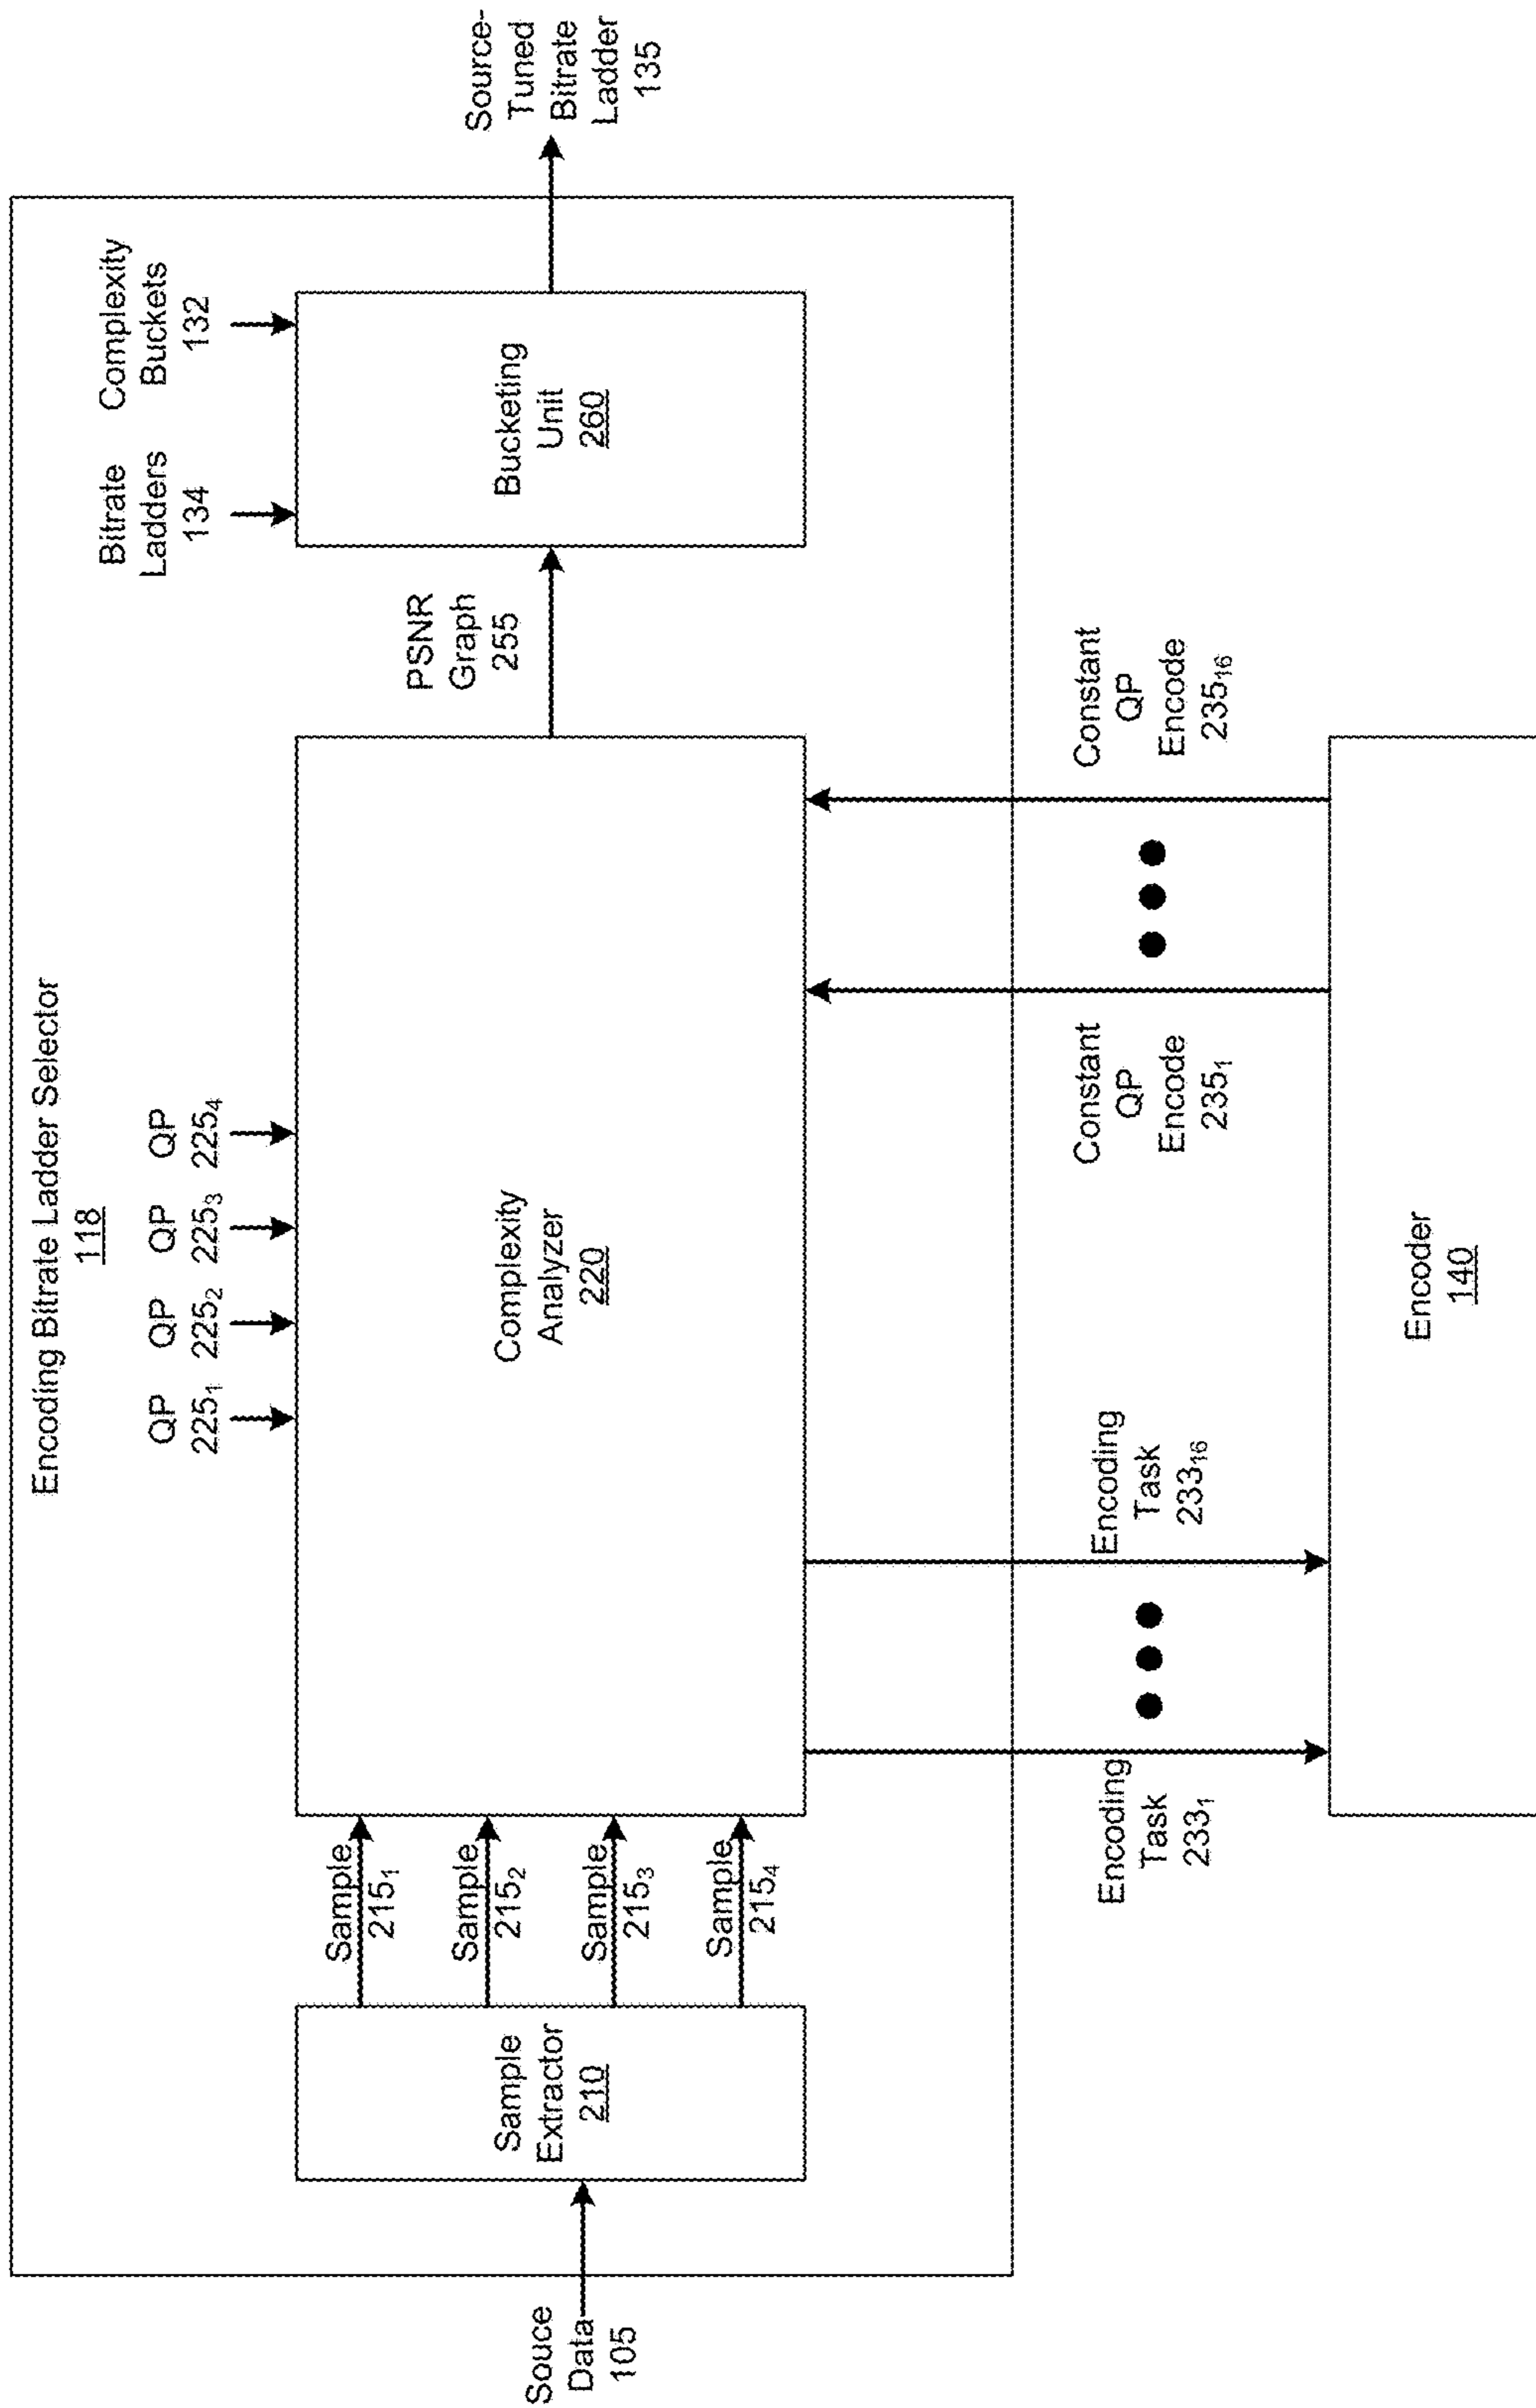 Encoding Bitrate Ladder Selector
118
Souce
Data
105
Sample
Extractor
210
Sample
215₁
Sample
215₂
Sample
215₃
Sample
215₄
QP
225₁
QP
225₂
QP
225₃
QP
225₄
Complexity
Analyzer
220
PSNR
Graph
255
Bitrate
Ladders
134
Complexity
Buckets
132
Bucketing
Unit
260
Source-
Tuned
Bitrate
Ladder
135
Encoding
Task
233₁
Encoding
Task
233₁₆
Constant
QP
Encode
235₁
Constant
QP
Encode
235₁₆
Encoder
140